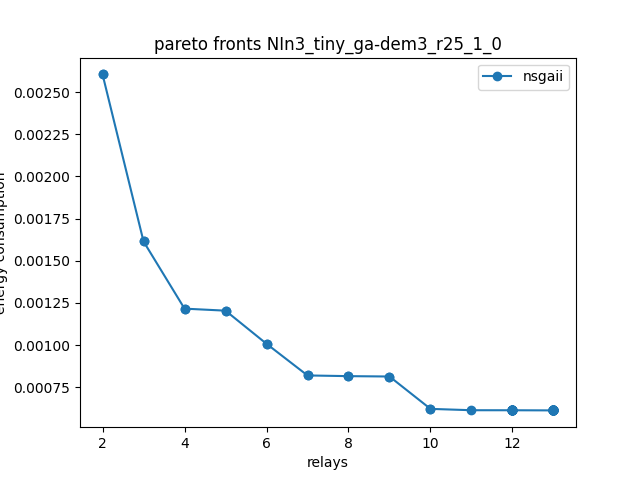 pareto fronts NIn3_tiny_ga-dem3_r25_1_0
nsgaii
0.00250
0.00225
0.00200
0.00175
0.00150
0.00125
0.00100
0.00075
energy consumption
2 4 6 8 10 12
relays